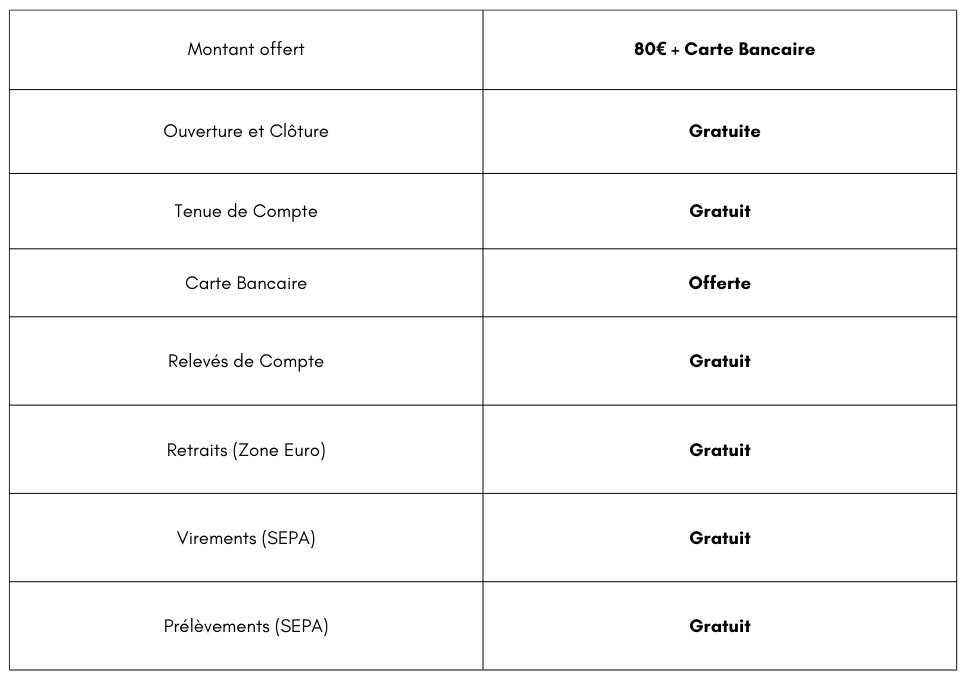 Montant offert
80€ + Carte Bancaire
Ouverture et Clôture
Gratuite
Tenue de Compte
Gratuit
Carte Bancaire
Offerte
Relevés de Compte
Gratuit
Retraits (Zone Euro)
Gratuit
Virements (SEPA)
Gratuit
Prélèvements (SEPA)
Gratuit